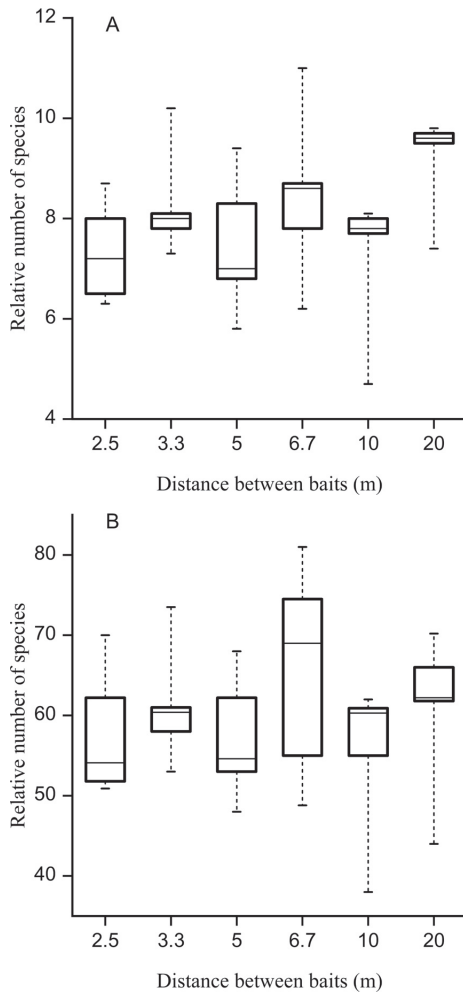 A
12
10
8
6
4
Relative number of species
2.5 3.3 5 6.7 10 20
Distance between baits (m)
B
80
70
60
50
40
Relative number of species
2.5 3.3 5 6.7 10 20
Distance between baits (m)